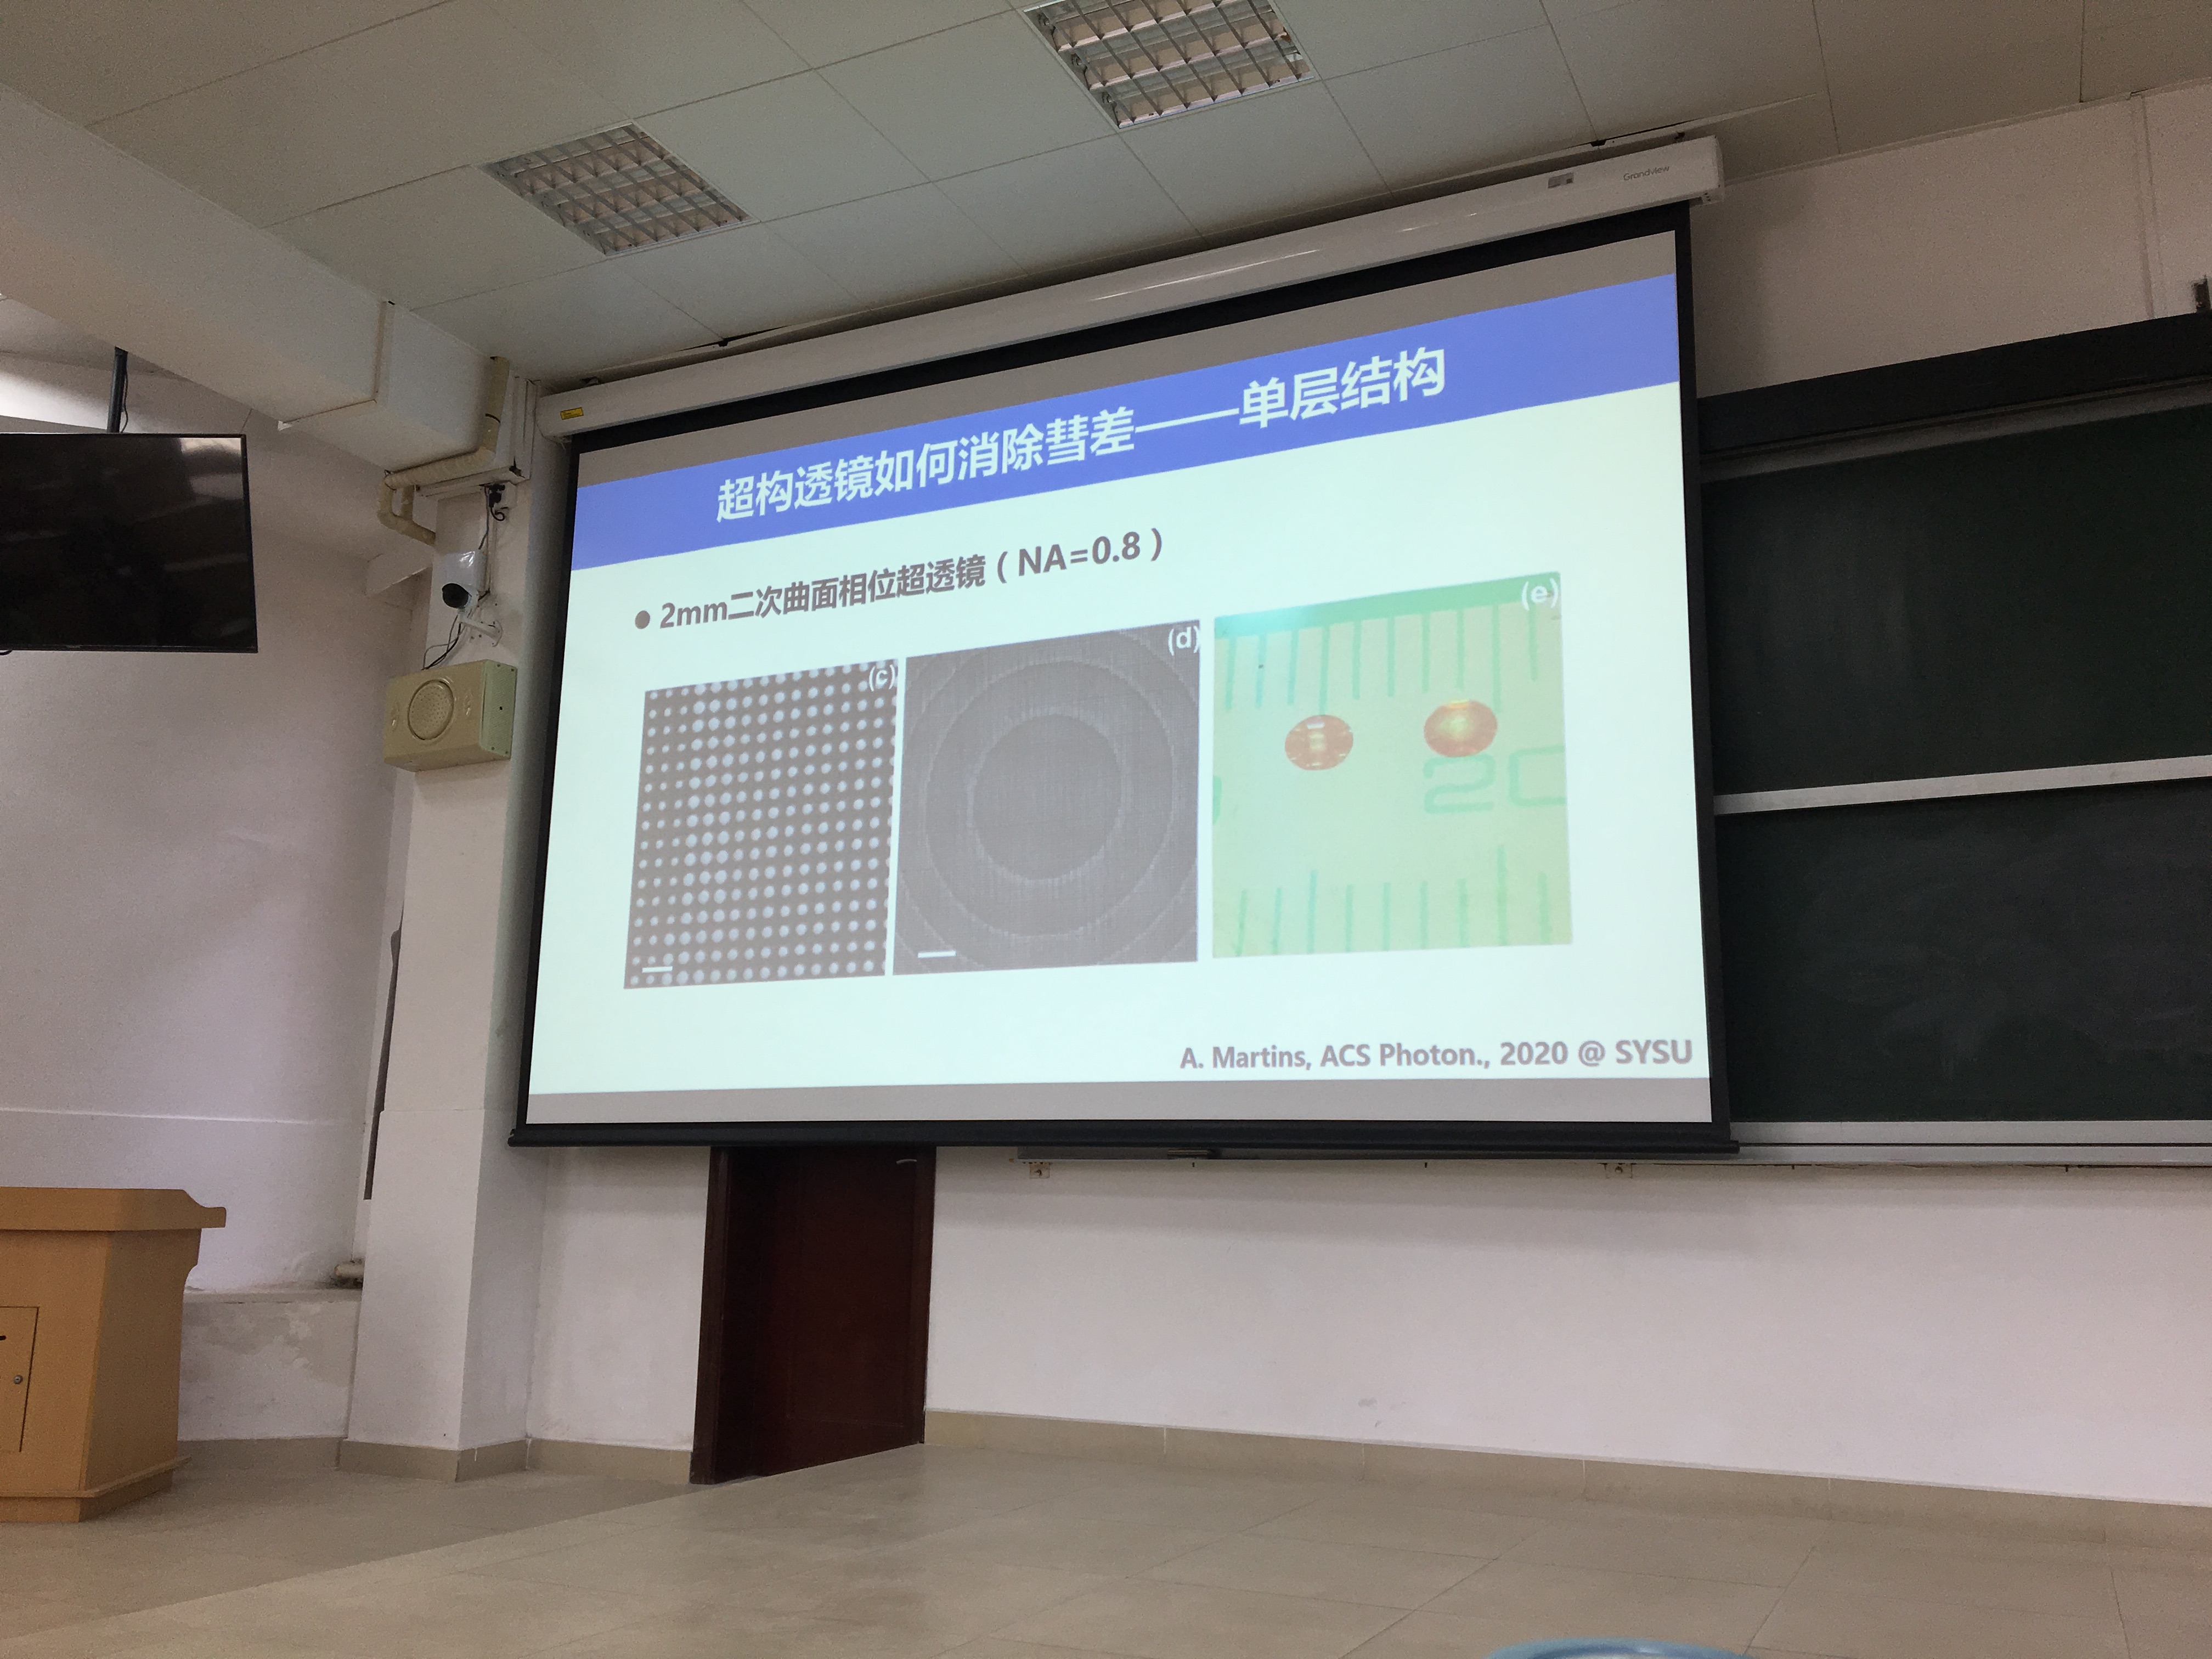 Grandview
超构透镜如何消除彗差——单层结构
● 2mm二次曲面相位超透镜（NA=0.8）
(c)
(d)
(e)
20
A. Martins, ACS Photon., 2020 @ SYSU